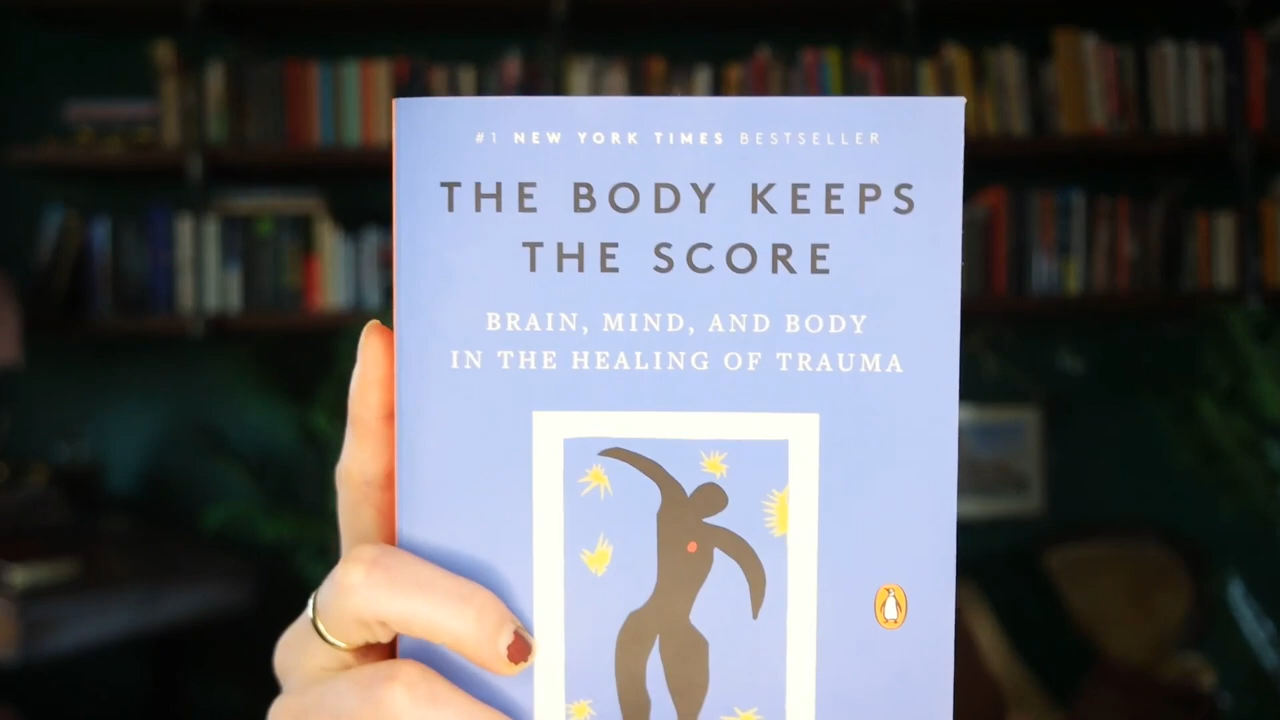 #1 NEW YORK TIMES BESTSELLER
THE BODY KEEPS
THE SCORE
BRAIN, MIND, AND BODY
IN THE HEALING OF TRAUMA